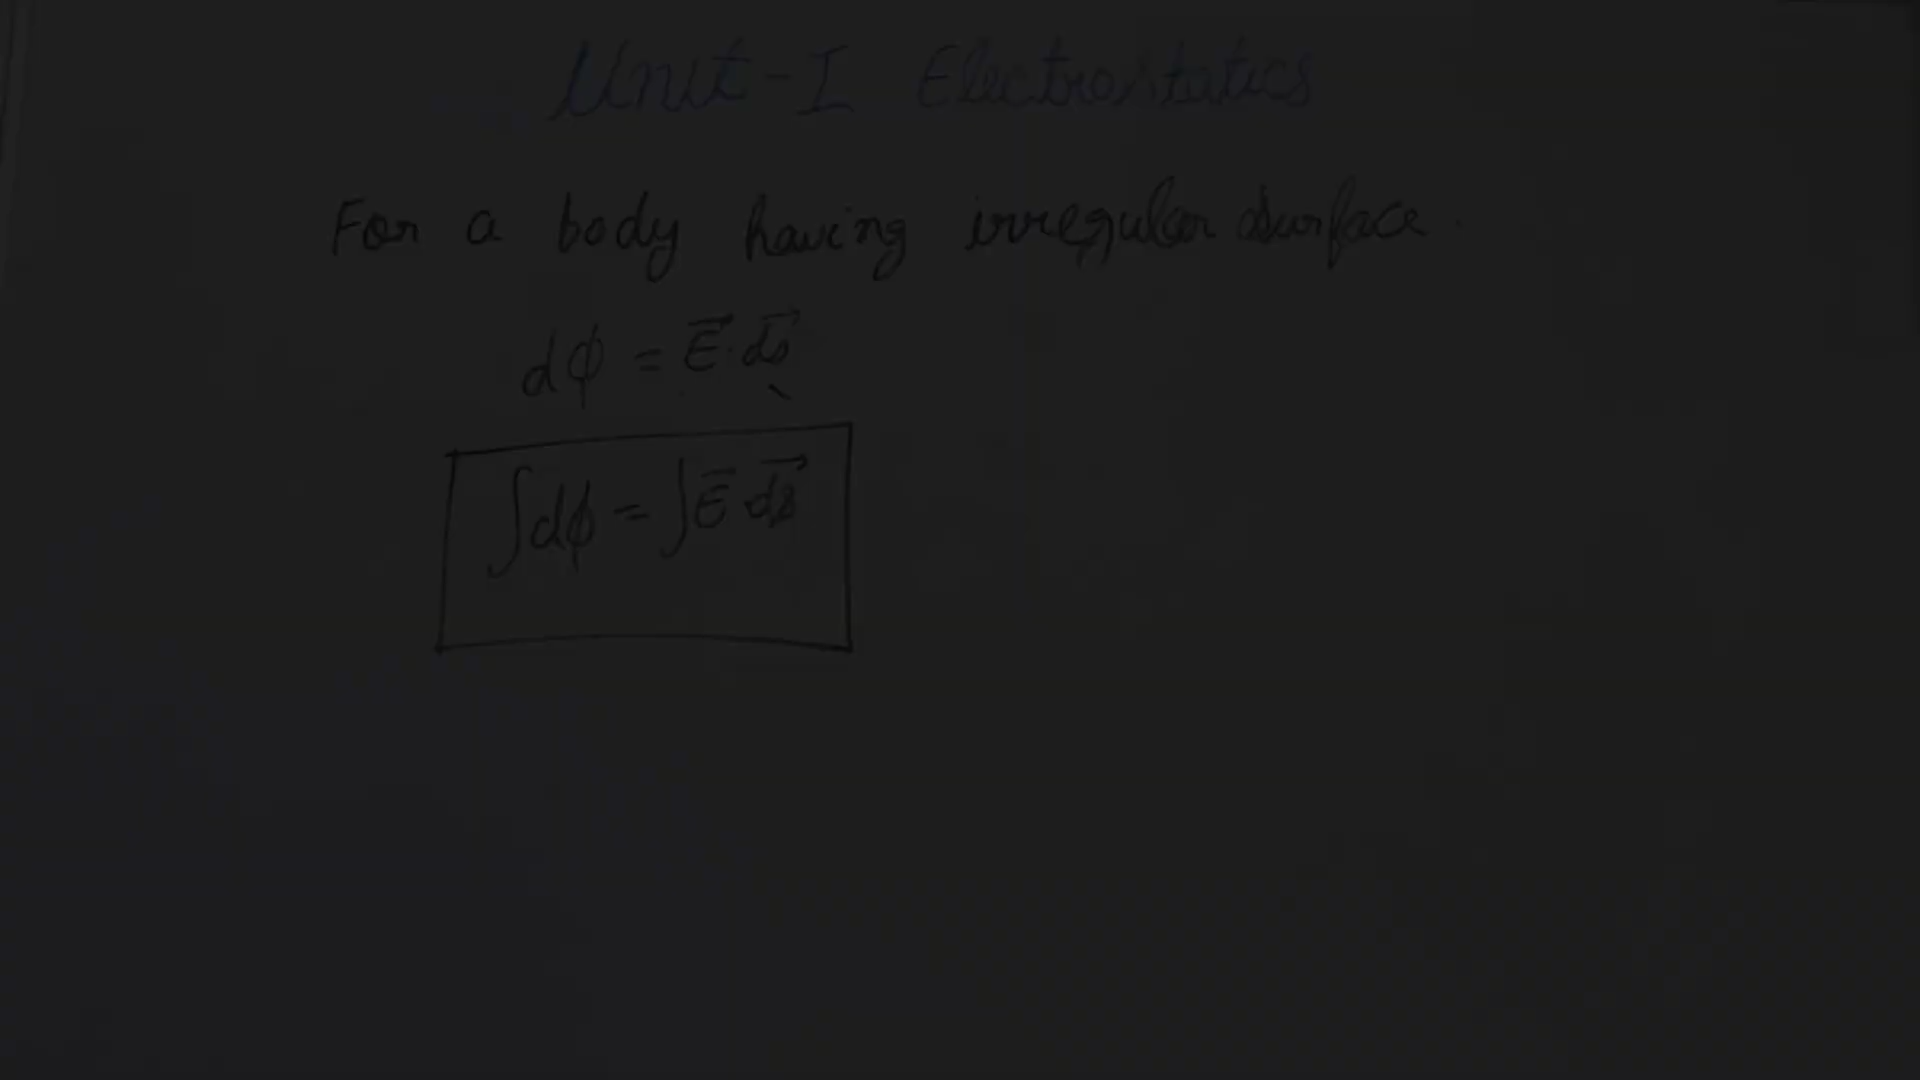 Unit-I Electrostatics
For a body having irregular surface.
dϕ = E⃗.ds⃗
∫dϕ = ∫E⃗ ds⃗